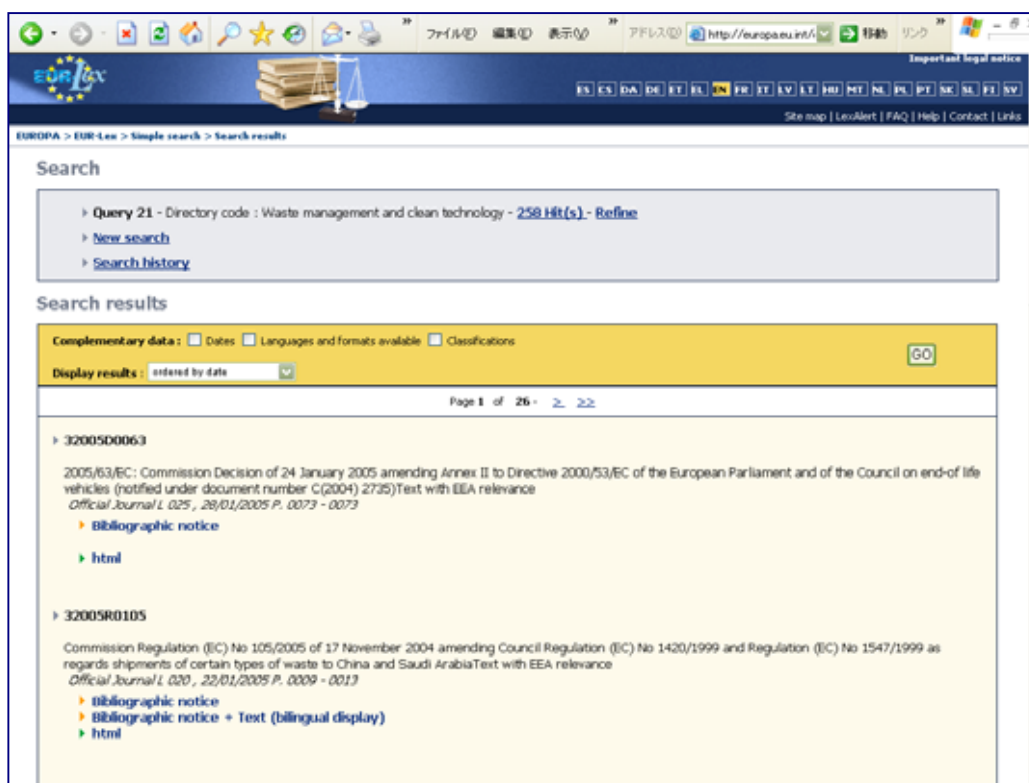 ファイル(F) 編集(E) 表示(V) アドレス(D) http://europa.eu.int/ 移動 リンク
EUR-Lex
Important legal notice
ES CS DA DE ET EL EN FR IT LV LT HU MT NL PL PT SK SL FI SV
Site map | LexAlert | FAQ | Help | Contact | Links
EUROPA > EUR-Lex > Simple search > Search results
Search
Query 21 - Directory code : Waste management and clean technology - 258 Hit(s) - Refine
New search
Search history
Search results
Complementary data : Dates Languages and formats available Classifications
GO
Display results : ordered by date
Page 1 of 26 - > >>
32005D0063
2005/63/EC: Commission Decision of 24 January 2005 amending Annex II to Directive 2000/53/EC of the European Parliament and of the Council on end-of life
vehicles (notified under document number C(2004) 2735)Text with EEA relevance
Official Journal L 025 , 28/01/2005 P. 0073 - 0073
Bibliographic notice
html
32005R0105
Commission Regulation (EC) No 105/2005 of 17 November 2004 amending Council Regulation (EC) No 1420/1999 and Regulation (EC) No 1547/1999 as
regards shipments of certain types of waste to China and Saudi ArabiaText with EEA relevance
Official Journal L 020 , 22/01/2005 P. 0009 - 0013
Bibliographic notice
Bibliographic notice + Text (bilingual display)
html